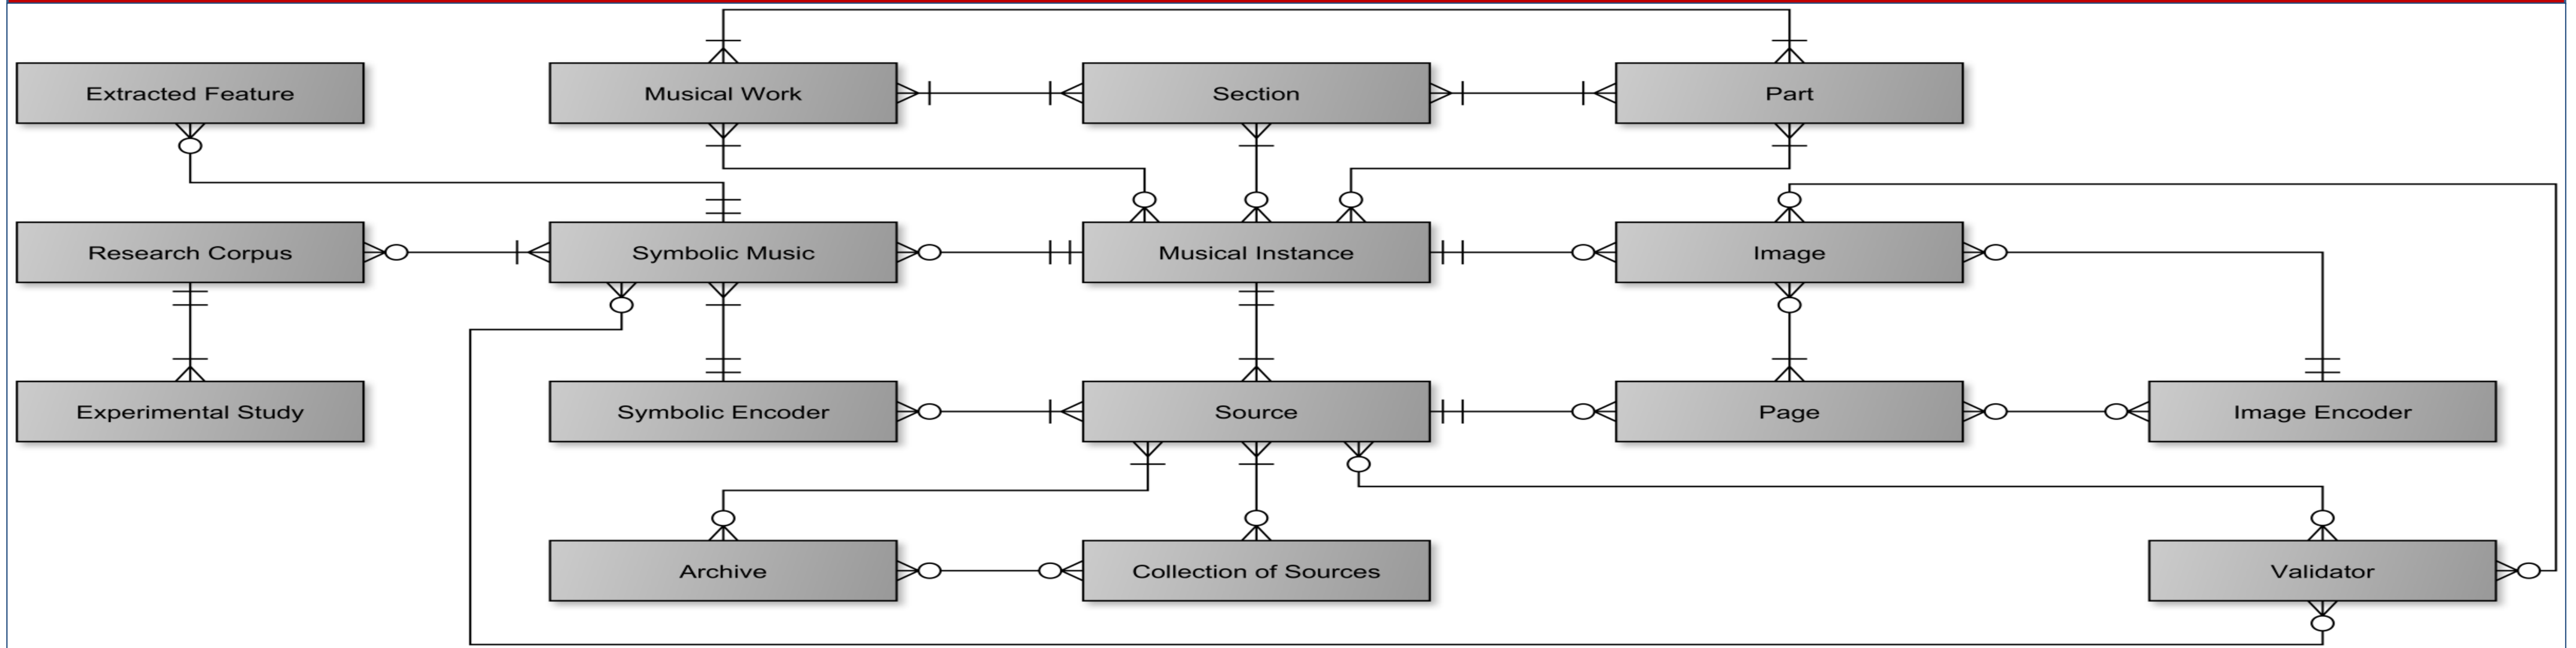 Extracted Feature
Musical Work
Section
Part
Research Corpus
Symbolic Music
Musical Instance
Image
Experimental Study
Symbolic Encoder
Source
Page
Image Encoder
Archive
Collection of Sources
Validator